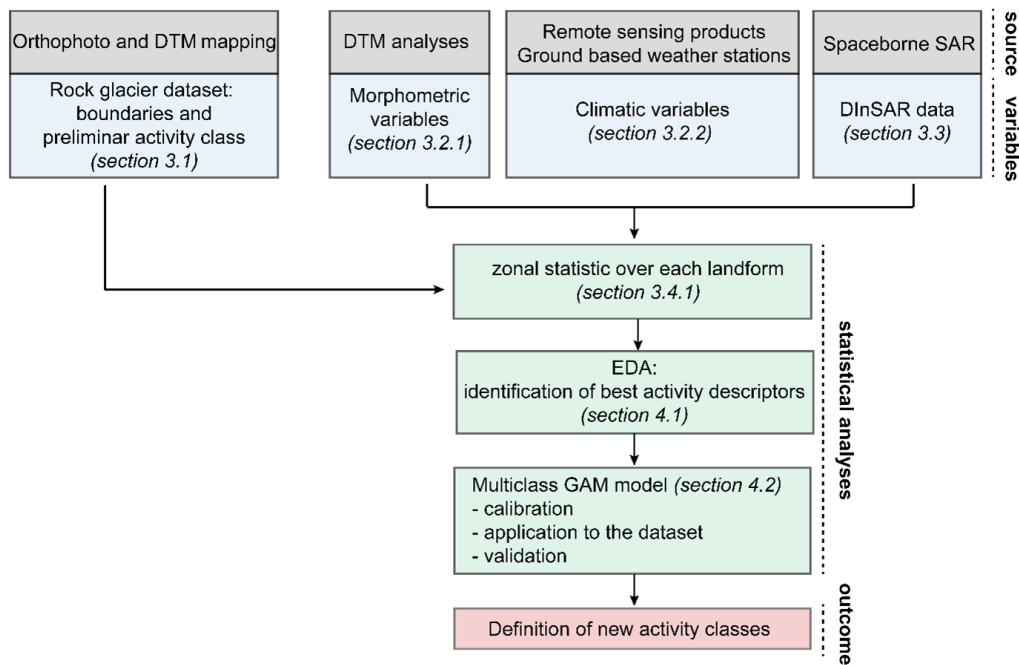 Orthophoto and DTM mapping
Rock glacier dataset:
boundaries and
preliminar activity class
(section 3.1)
DTM analyses
Morphometric
variables
(section 3.2.1)
Remote sensing products
Ground based weather stations
Climatic variables
(section 3.2.2)
Spaceborne SAR
DInSAR data
(section 3.3)
source
variables
zonal statistic over each landform
(section 3.4.1)
EDA:
identification of best activity descriptors
(section 4.1)
Multiclass GAM model (section 4.2)
- calibration
- application to the dataset
- validation
statistical analyses
Definition of new activity classes
outcome